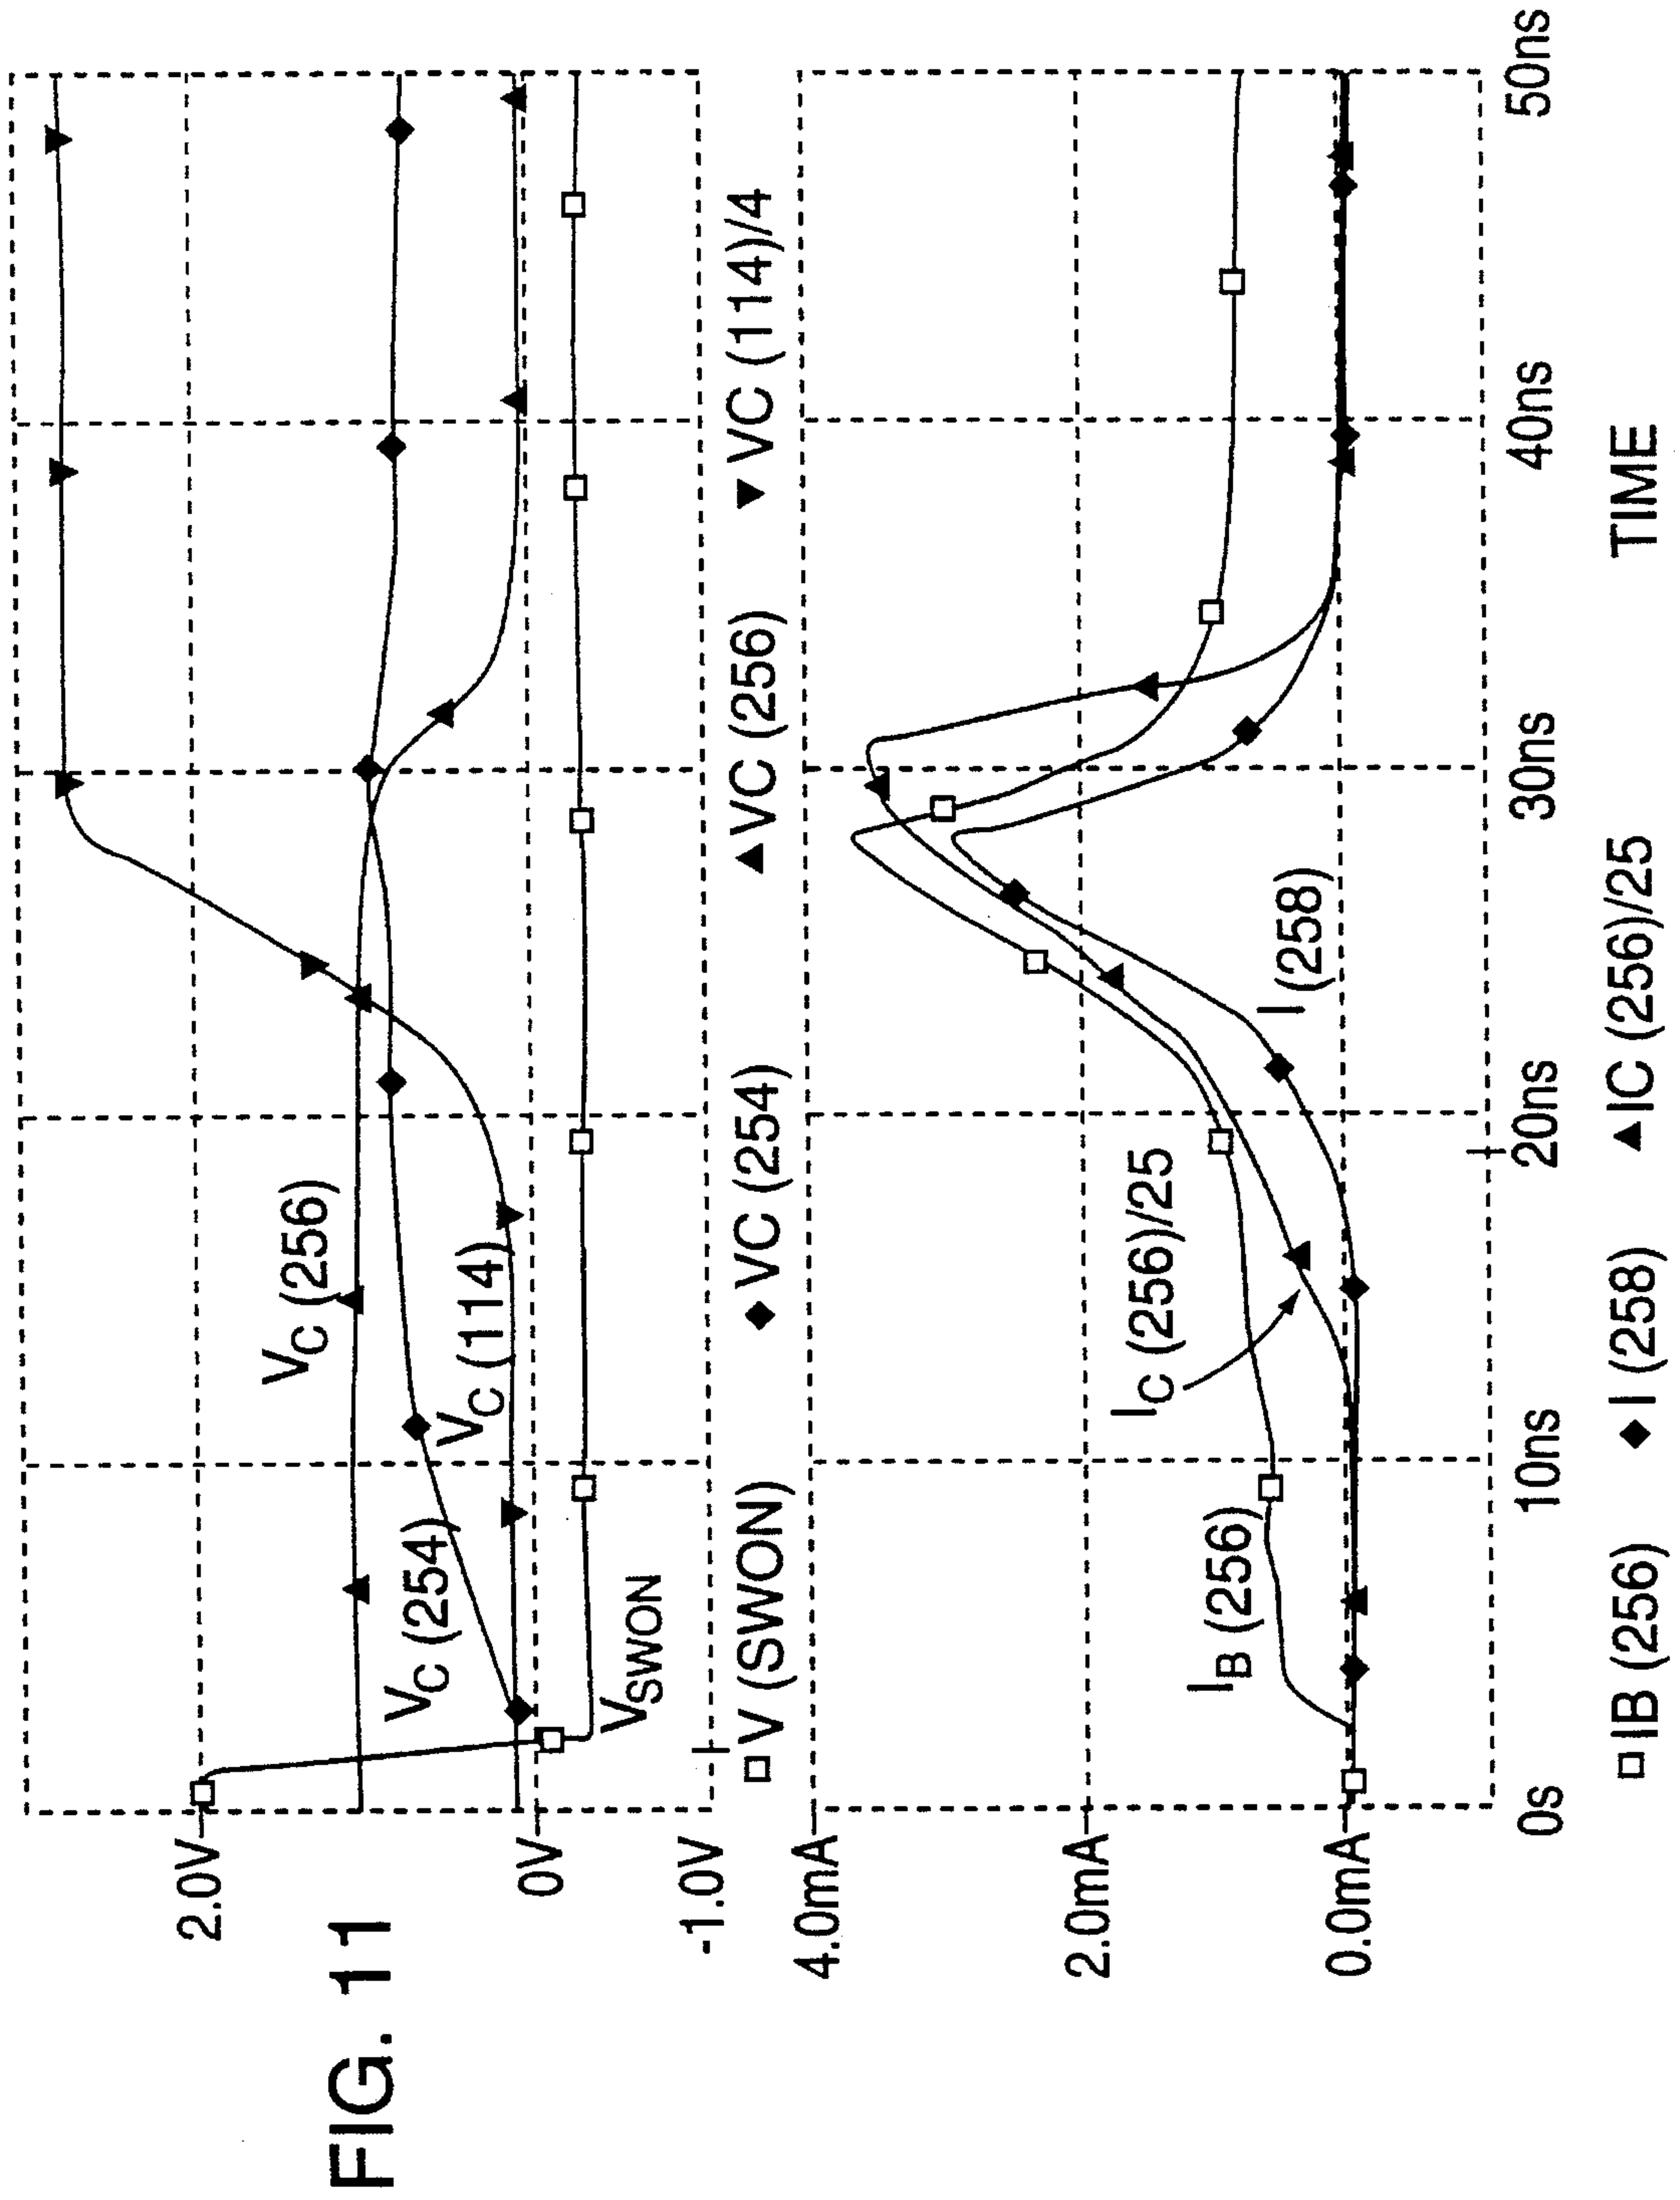 FIG. 11
2.0V
0V
-1.0V
VC (256)
VC (254)
VC (114)
VSWON
□ V (SWON) ◆ VC (254) ▲ VC (256) ▼ VC (114)/4
4.0mA
2.0mA
0.0mA
IB (256)
IC (256)/25
I (258)
0s 10ns 20ns 30ns 40ns 50ns
□ IB (256) ◆ I (258) ▲ IC (256)/25 TIME